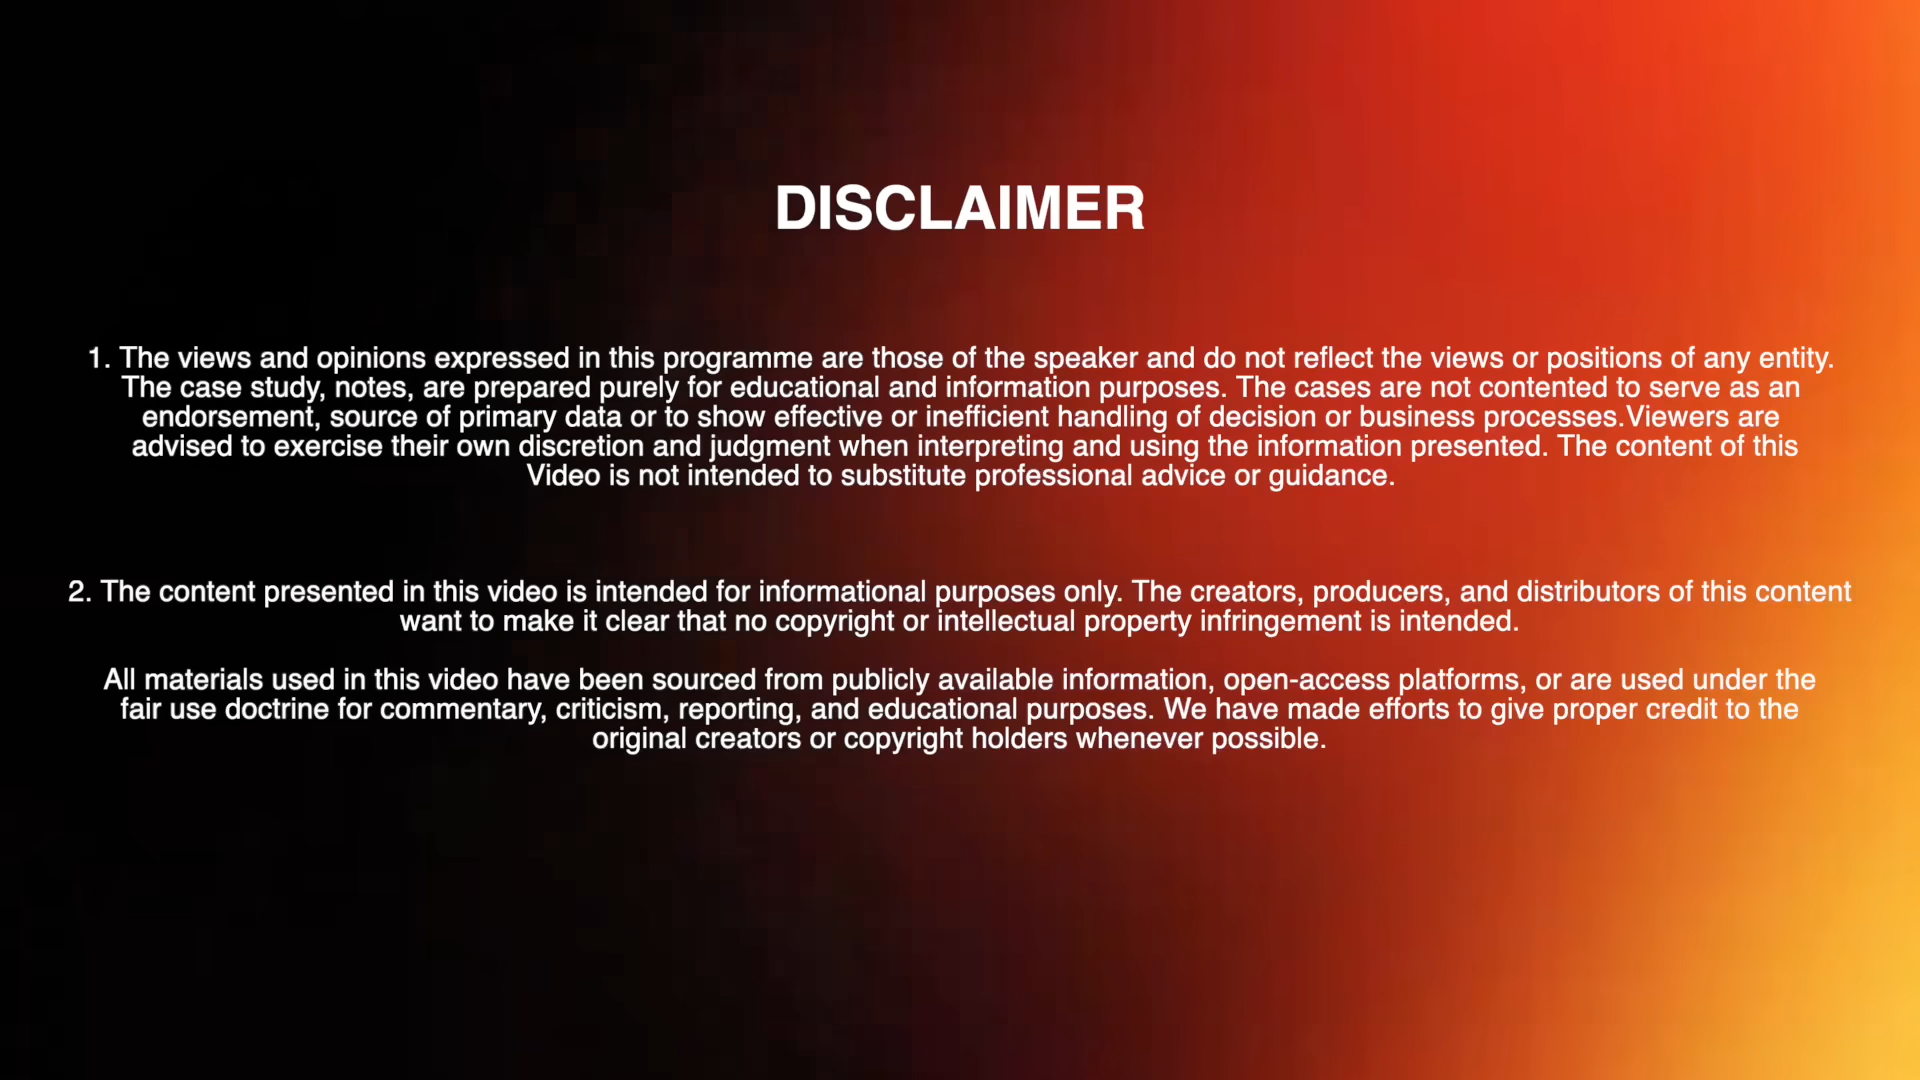 DISCLAIMER
1. The views and opinions expressed in this programme are those of the speaker and do not reflect the views or positions of any entity.
The case study, notes, are prepared purely for educational and information purposes. The cases are not contented to serve as an
endorsement, source of primary data or to show effective or inefficient handling of decision or business processes.Viewers are
advised to exercise their own discretion and judgment when interpreting and using the information presented. The content of this
Video is not intended to substitute professional advice or guidance.
2. The content presented in this video is intended for informational purposes only. The creators, producers, and distributors of this content
want to make it clear that no copyright or intellectual property infringement is intended.
All materials used in this video have been sourced from publicly available information, open-access platforms, or are used under the
fair use doctrine for commentary, criticism, reporting, and educational purposes. We have made efforts to give proper credit to the
original creators or copyright holders whenever possible.